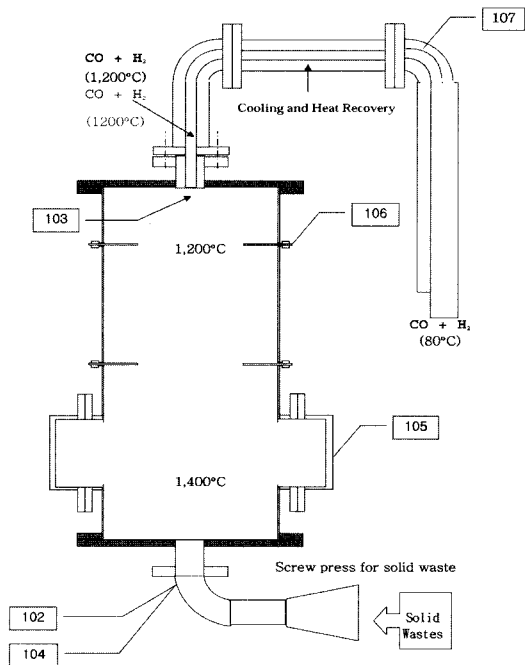 107
CO + H₂
(1,200°C)
CO + H₂
(1200°C)
Cooling and Heat Recovery
103
106
1,200°C
CO + H₂
(80°C)
105
1,400°C
Screw press for solid waste
102
104
Solid
Wastes